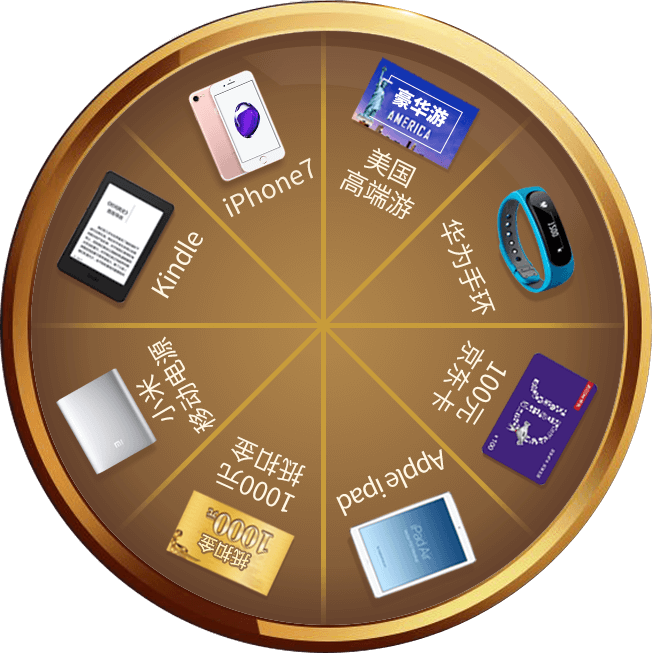 豪华游
AMERICA
美国
高端游
华为手环
100元
京东卡
¥100
Apple ipad
iPad Air
1000元
抵扣金
1000元
抵扣金
小米
移动电源
mi
Kindle
iPhone7